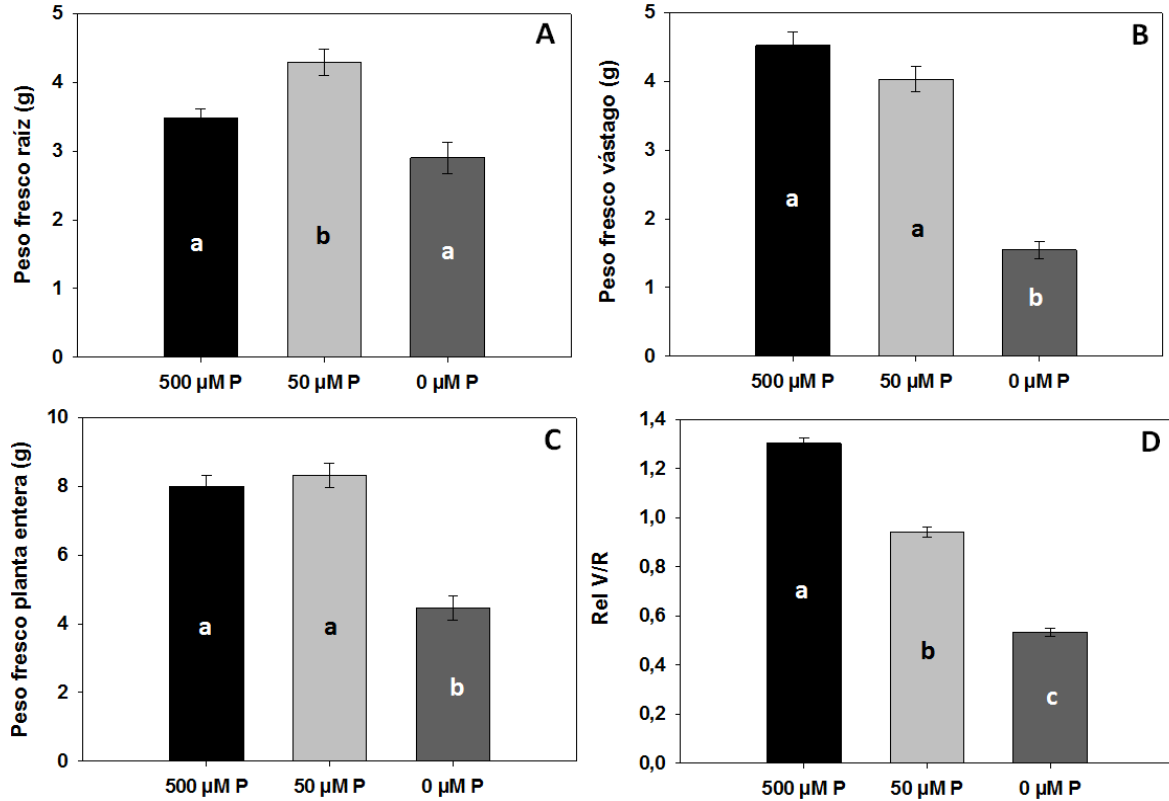 A
Peso fresco raíz (g)
5
4
3
2
1
0
a
b
a
500 µM P 50 µM P 0 µM P
B
Peso fresco vástago (g)
5
4
3
2
1
0
a
a
b
500 µM P 50 µM P 0 µM P
C
Peso fresco planta entera (g)
10
8
6
4
2
0
a
a
b
500 µM P 50 µM P 0 µM P
D
Rel V/R
1,4
1,2
1,0
0,8
0,6
0,4
0,2
0,0
a
b
c
500 µM P 50 µM P 0 µM P